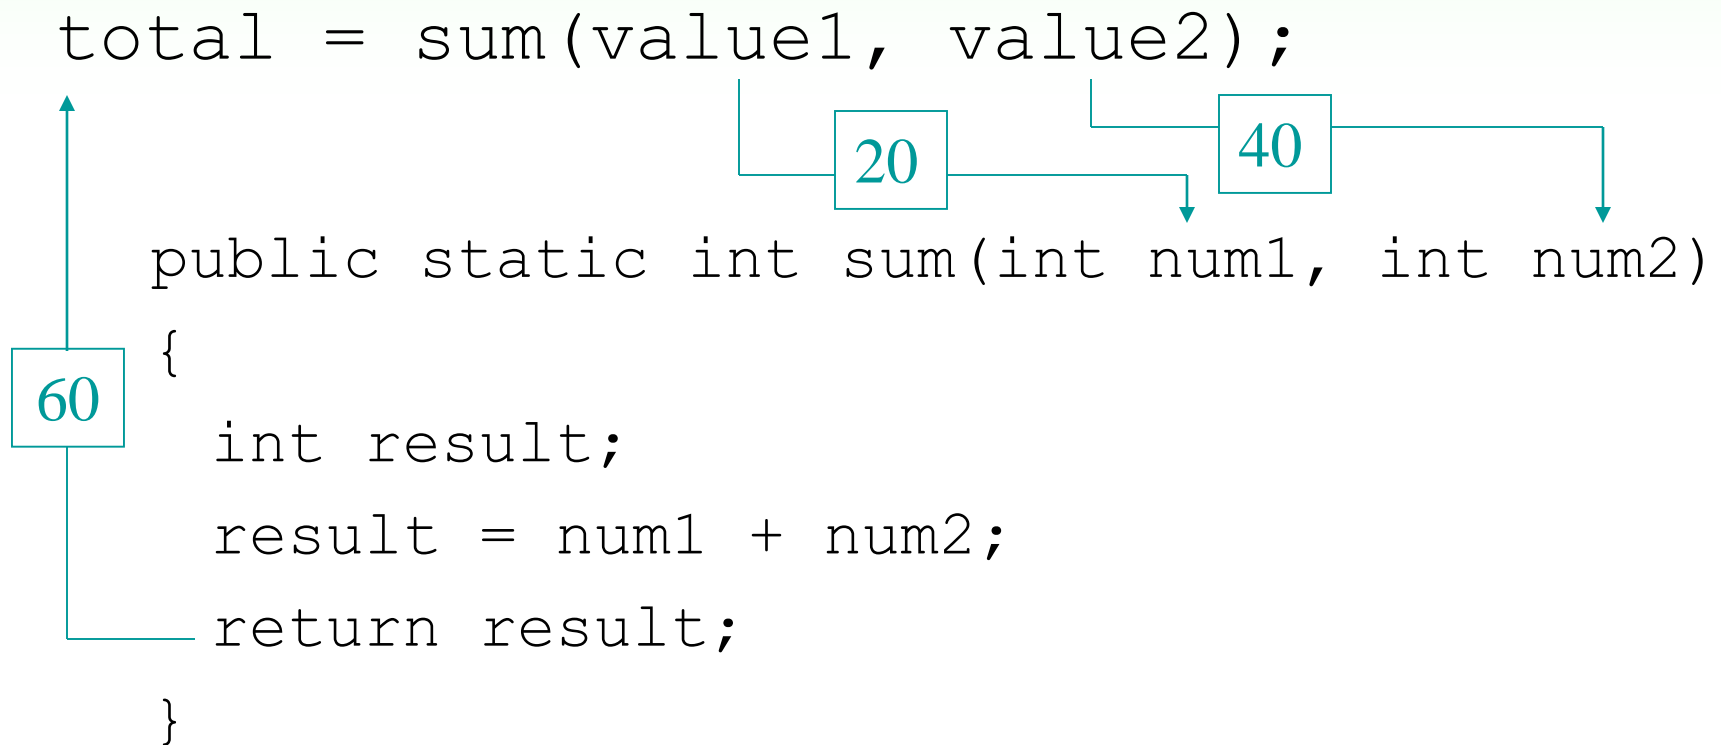 total = sum(value1, value2);
20
40
public static int sum(int num1, int num2)
{
60
int result;
result = num1 + num2;
return result;
}